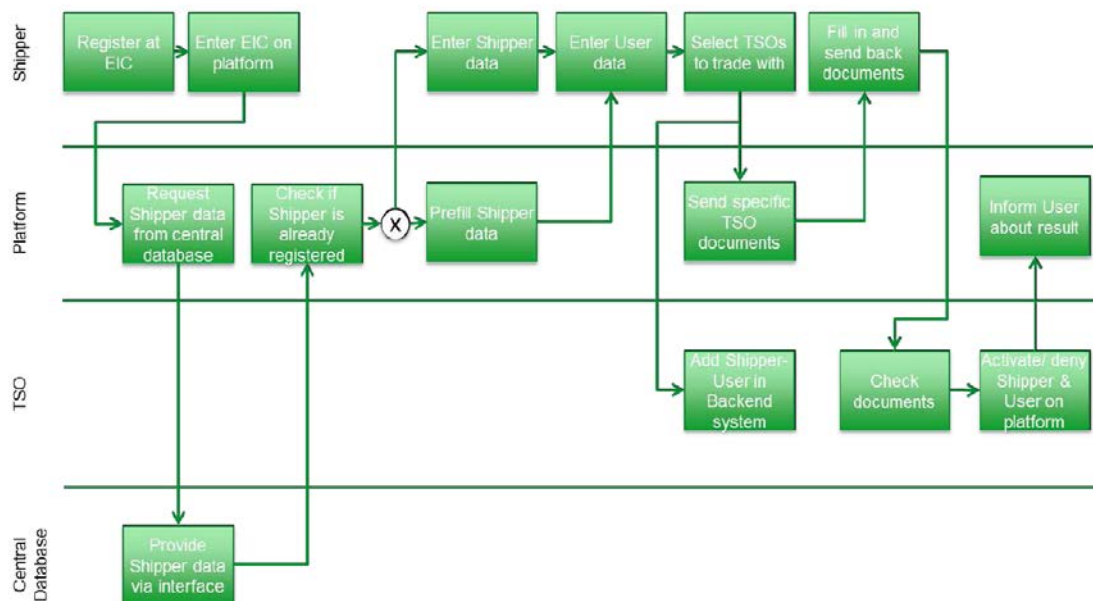 Shipper
Register at
EIC
Enter EIC on
platform
Enter Shipper
data
Enter User
data
Select TSOs
to trade with
Fill in and
send back
documents
Platform
Request
Shipper data
from central
database
Check if
Shipper is
already
registered
X
Prefill Shipper
data
Send specific
TSO
documents
Inform User
about result
TSO
Add Shipper-
User in
Backend
system
Check
documents
Activate/ deny
Shipper &
User on
platform
Central
Database
Provide
Shipper data
via interface